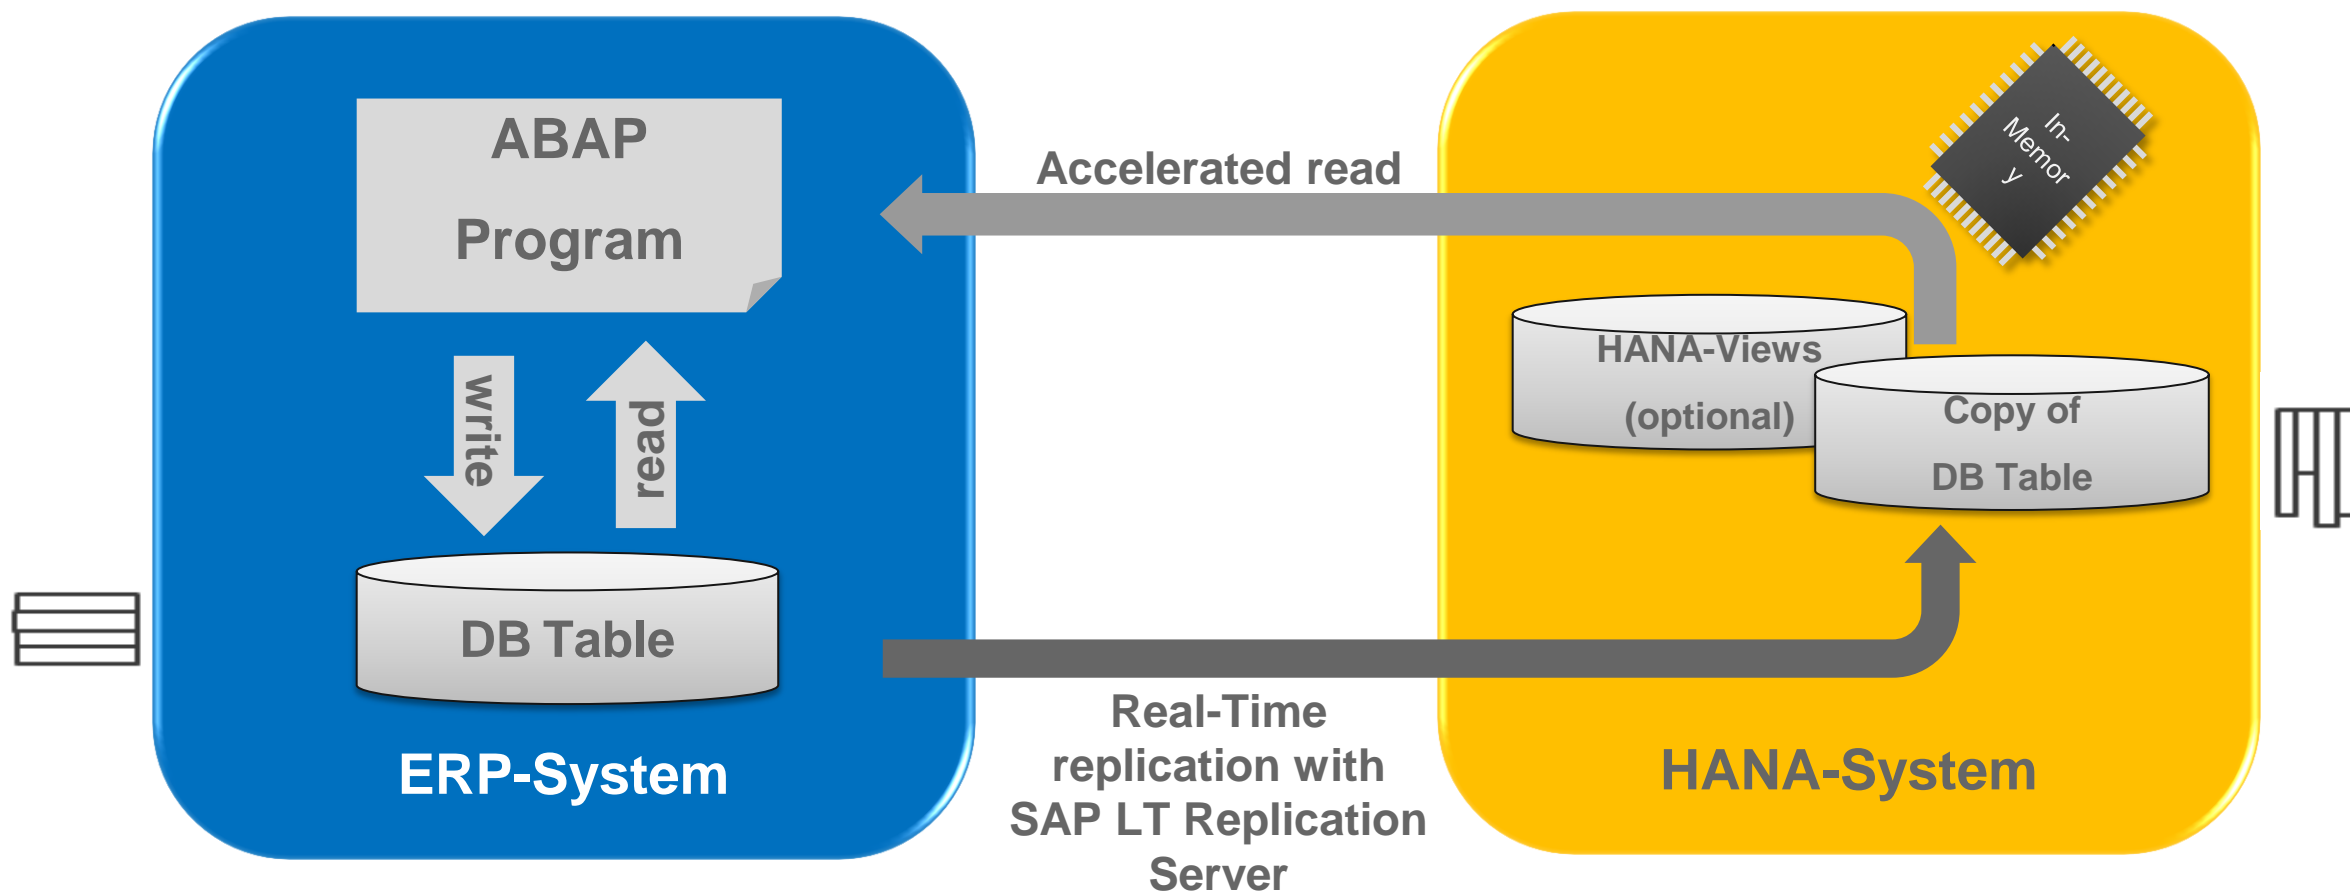 ABAP
Program
write
read
DB Table
ERP-System
Accelerated read
Real-Time
replication with
SAP LT Replication
Server
In-
Memor
y
HANA-Views
(optional)
Copy of
DB Table
HANA-System